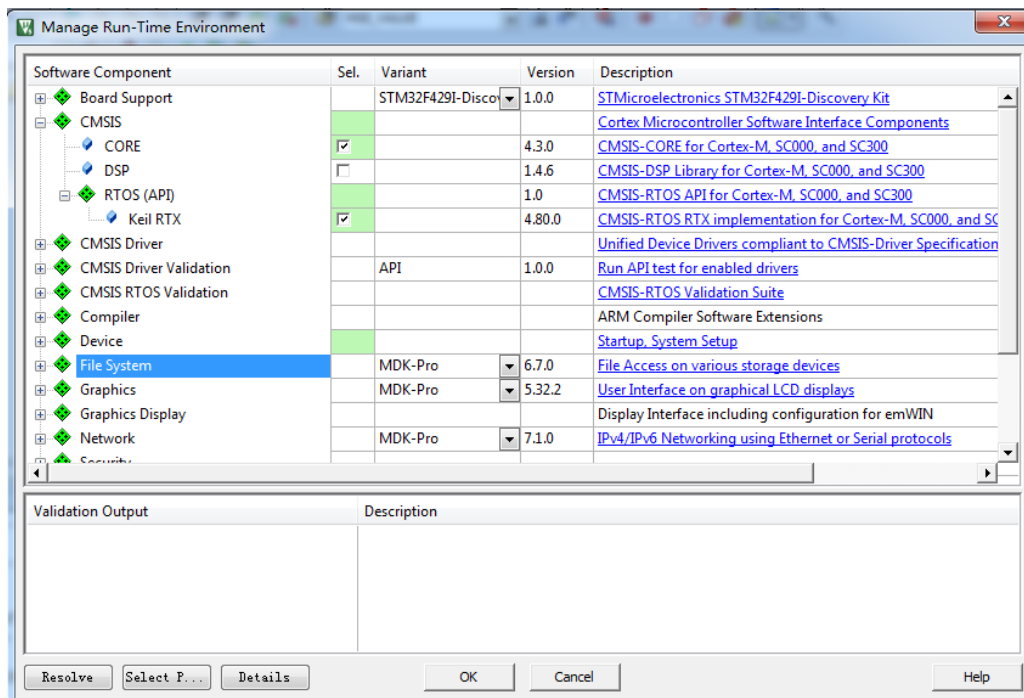 Manage Run-Time Environment
Software Component Sel. Variant Version Description
Board Support STM32F429I-Disco 1.0.0 STMicroelectronics STM32F429I-Discovery Kit
CMSIS Cortex Microcontroller Software Interface Components
CORE 4.3.0 CMSIS-CORE for Cortex-M, SC000, and SC300
DSP 1.4.6 CMSIS-DSP Library for Cortex-M, SC000, and SC300
RTOS (API) 1.0 CMSIS-RTOS API for Cortex-M, SC000, and SC300
Keil RTX 4.80.0 CMSIS-RTOS RTX implementation for Cortex-M, SC000, and SC
CMSIS Driver Unified Device Drivers compliant to CMSIS-Driver Specification
CMSIS Driver Validation API 1.0.0 Run API test for enabled drivers
CMSIS RTOS Validation CMSIS-RTOS Validation Suite
Compiler ARM Compiler Software Extensions
Device Startup, System Setup
File System MDK-Pro 6.7.0 File Access on various storage devices
Graphics MDK-Pro 5.32.2 User Interface on graphical LCD displays
Graphics Display Display Interface including configuration for emWIN
Network MDK-Pro 7.1.0 IPv4/IPv6 Networking using Ethernet or Serial protocols
Security
Validation Output Description
Resolve Select P... Details OK Cancel Help